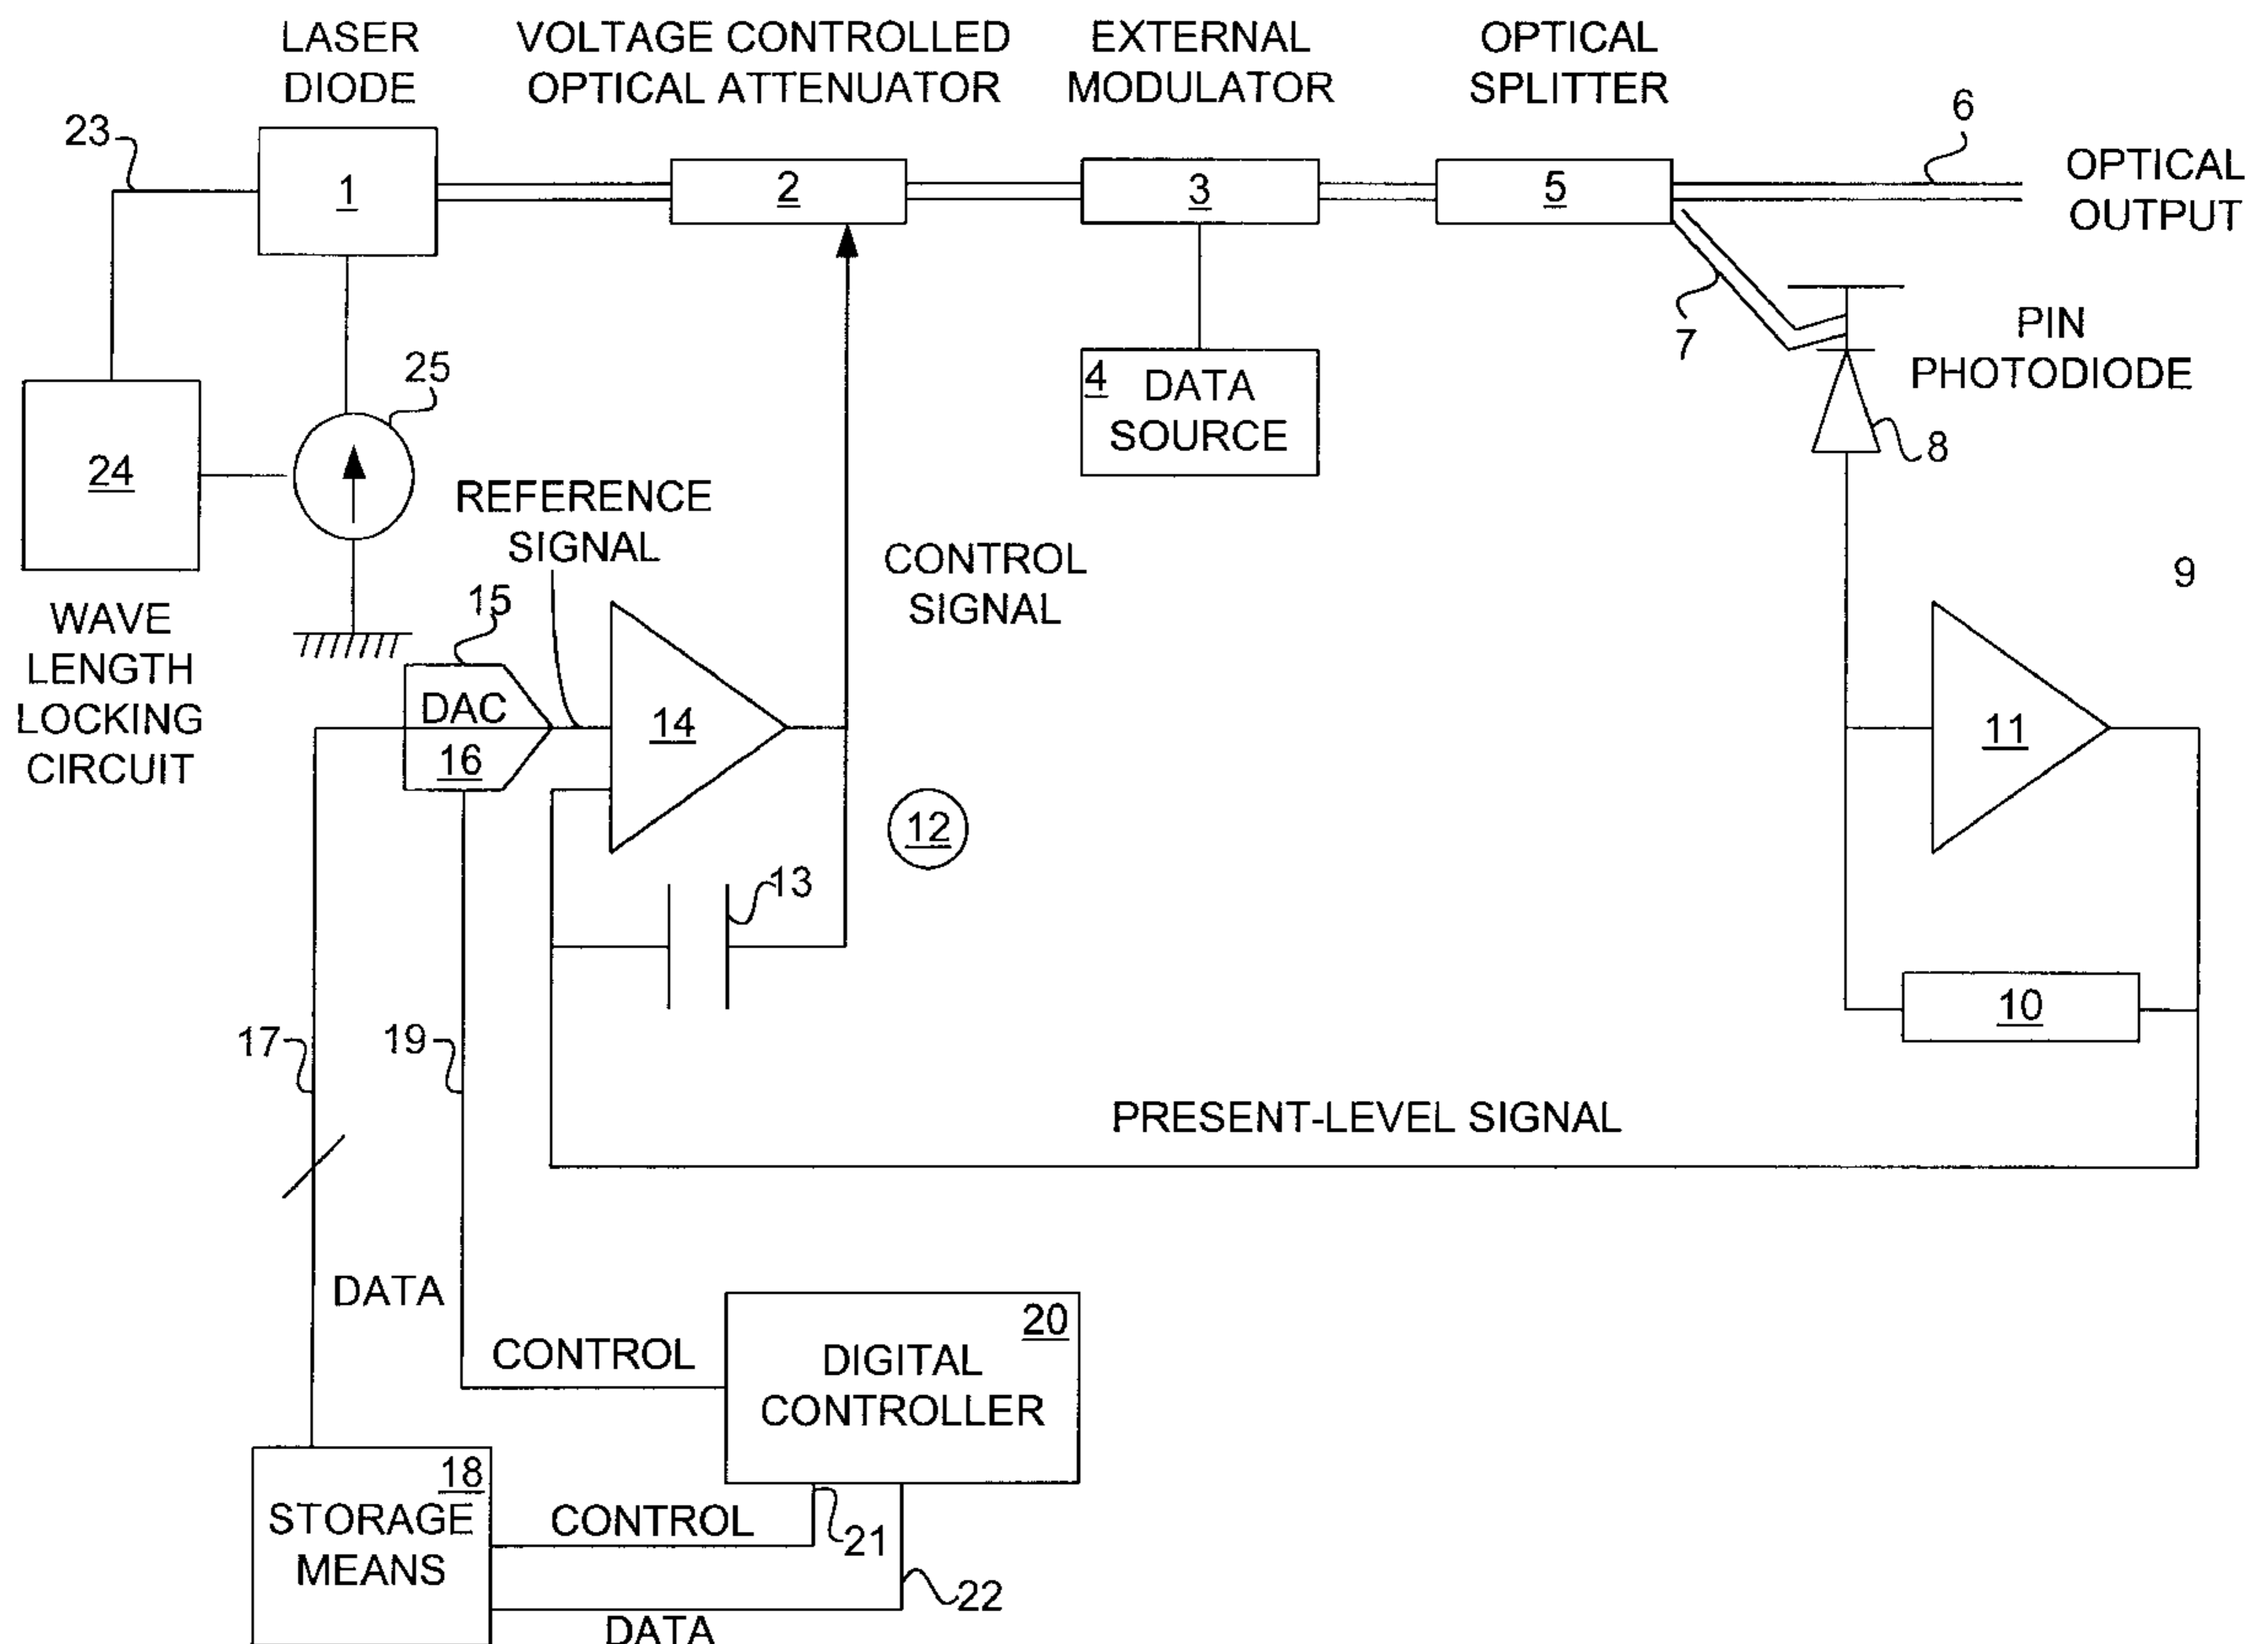 LASER
DIODE
VOLTAGE CONTROLLED
OPTICAL ATTENUATOR
EXTERNAL
MODULATOR
OPTICAL
SPLITTER
23
1
2
3
5
6
OPTICAL
OUTPUT
7
PIN
PHOTODIODE
8
4
DATA
SOURCE
25
24
REFERENCE
SIGNAL
CONTROL
SIGNAL
9
WAVE
LENGTH
LOCKING
CIRCUIT
15
DAC
16
14
11
12
13
10
17
19
PRESENT-LEVEL SIGNAL
DATA
CONTROL
20
DIGITAL
CONTROLLER
18
STORAGE
MEANS
CONTROL
21
22
DATA